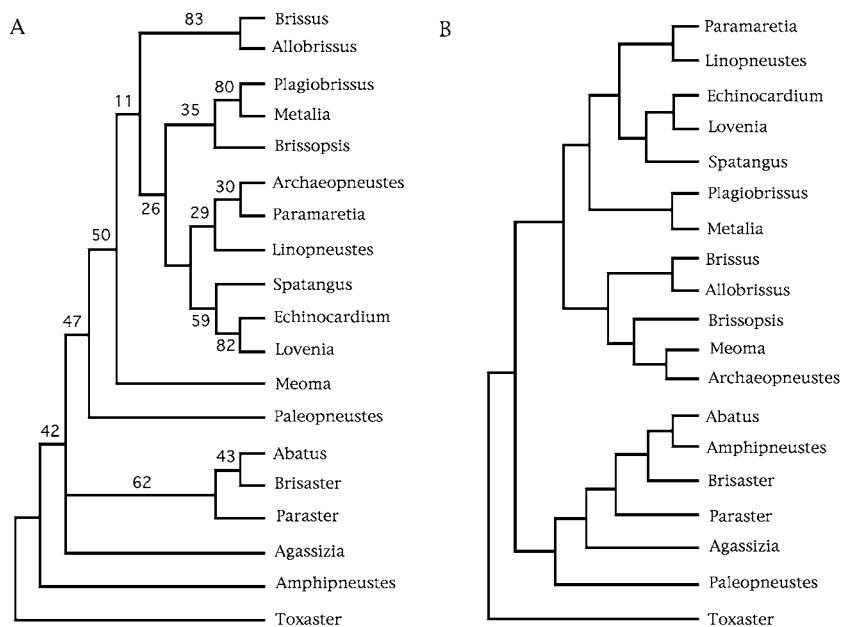 A
83
Brissus
Allobrissus
11
35
80
Plagiobrissus
Metalia
Brissopsis
26
29
30
Archaeopneustes
Paramaretia
Linopneustes
50
59
Spatangus
82
Echinocardium
Lovenia
47
Meoma
Paleopneustes
42
62
43
Abatus
Brisaster
Paraster
Agassizia
Amphipneustes
Toxaster
B
Paramaretia
Linopneustes
Echinocardium
Lovenia
Spatangus
Plagiobrissus
Metalia
Brissus
Allobrissus
Brissopsis
Meoma
Archaeopneustes
Abatus
Amphipneustes
Brisaster
Paraster
Agassizia
Paleopneustes
Toxaster